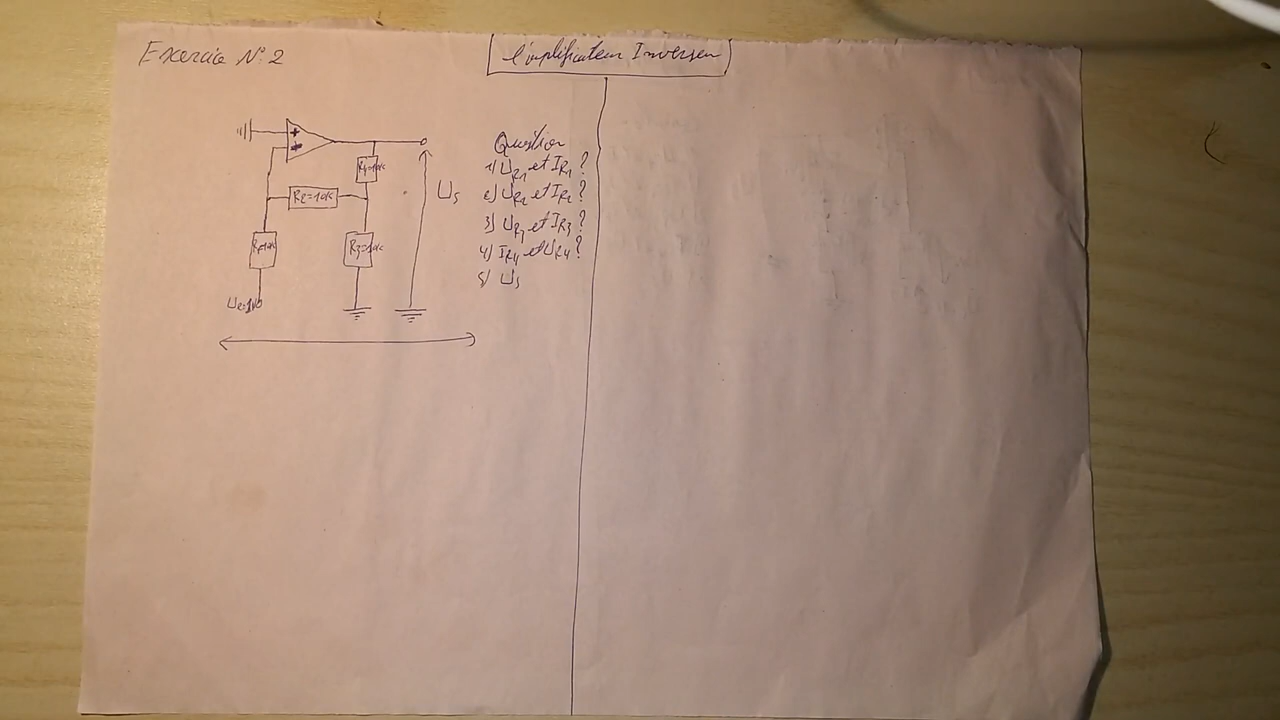 Exercice N°2
l'amplificateur Inverseur
+
-
R4=10k
R2=10k
Us
R1=10k
R3=10k
Ue=1V
Question
1) UR1 et IR1 ?
2) UR2 et IR2 ?
3) UR3 et IR3 ?
4) IR4 et UR4 ?
5) Us